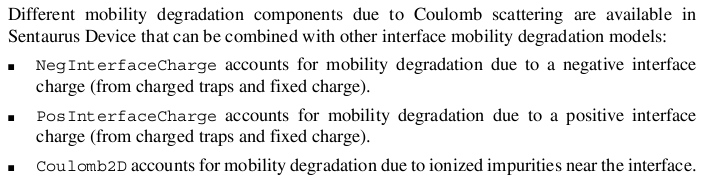 Different mobility degradation components due to Coulomb scattering are available in
Sentaurus Device that can be combined with other interface mobility degradation models:
■ NegInterfaceCharge accounts for mobility degradation due to a negative interface
charge (from charged traps and fixed charge).
■ PosInterfaceCharge accounts for mobility degradation due to a positive interface
charge (from charged traps and fixed charge).
■ Coulomb2D accounts for mobility degradation due to ionized impurities near the interface.